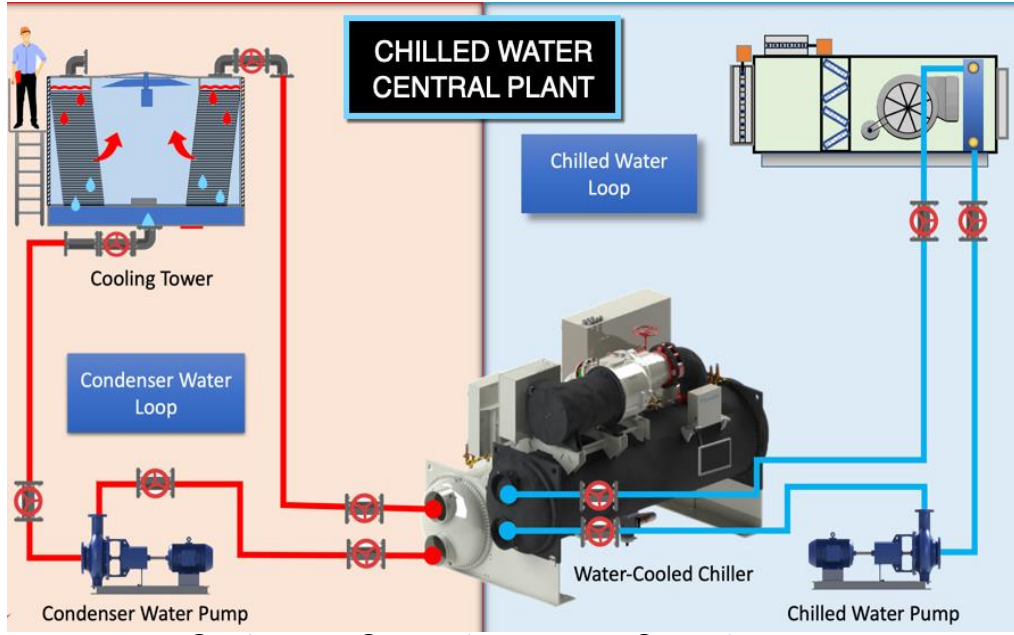 CHILLED WATER
CENTRAL PLANT
Chilled Water
Loop
Cooling Tower
Condenser Water
Loop
Water-Cooled Chiller
Condenser Water Pump
Chilled Water Pump